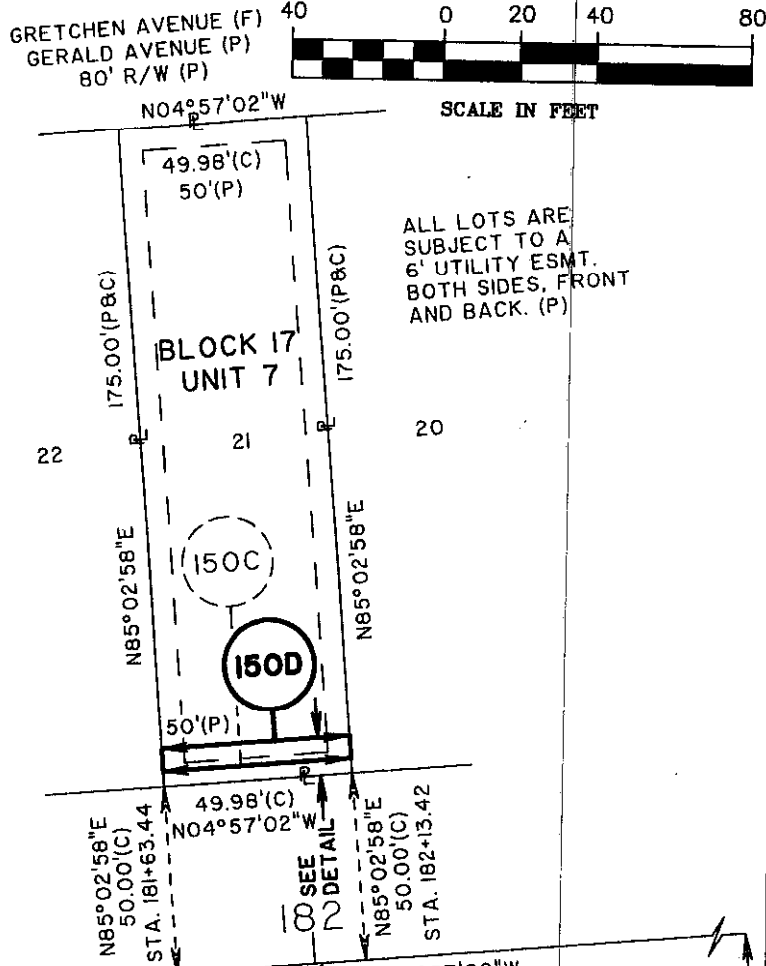 GRETCHEN AVENUE (F)
GERALD AVENUE (P)
80' R/W (P)
40 0 20 40 80
SCALE IN FEET
N04°57'02"W
49.98'(C)
50'(P)
ALL LOTS ARE
SUBJECT TO A
6' UTILITY ESMT.
BOTH SIDES, FRONT
AND BACK. (P)
175.00'(P&C)
175.00'(P&C)
BLOCK 17
UNIT 7
22
21
20
N85°02'58"E
N85°02'58"E
150C
150D
50'(P)
49.98'(C)
N04°57'02"W
N85°02'58"E
50.00'(C)
STA. 181+63.44
SEE
DETAIL
182
N85°02'58"E
50.00'(C)
STA. 182+13.42